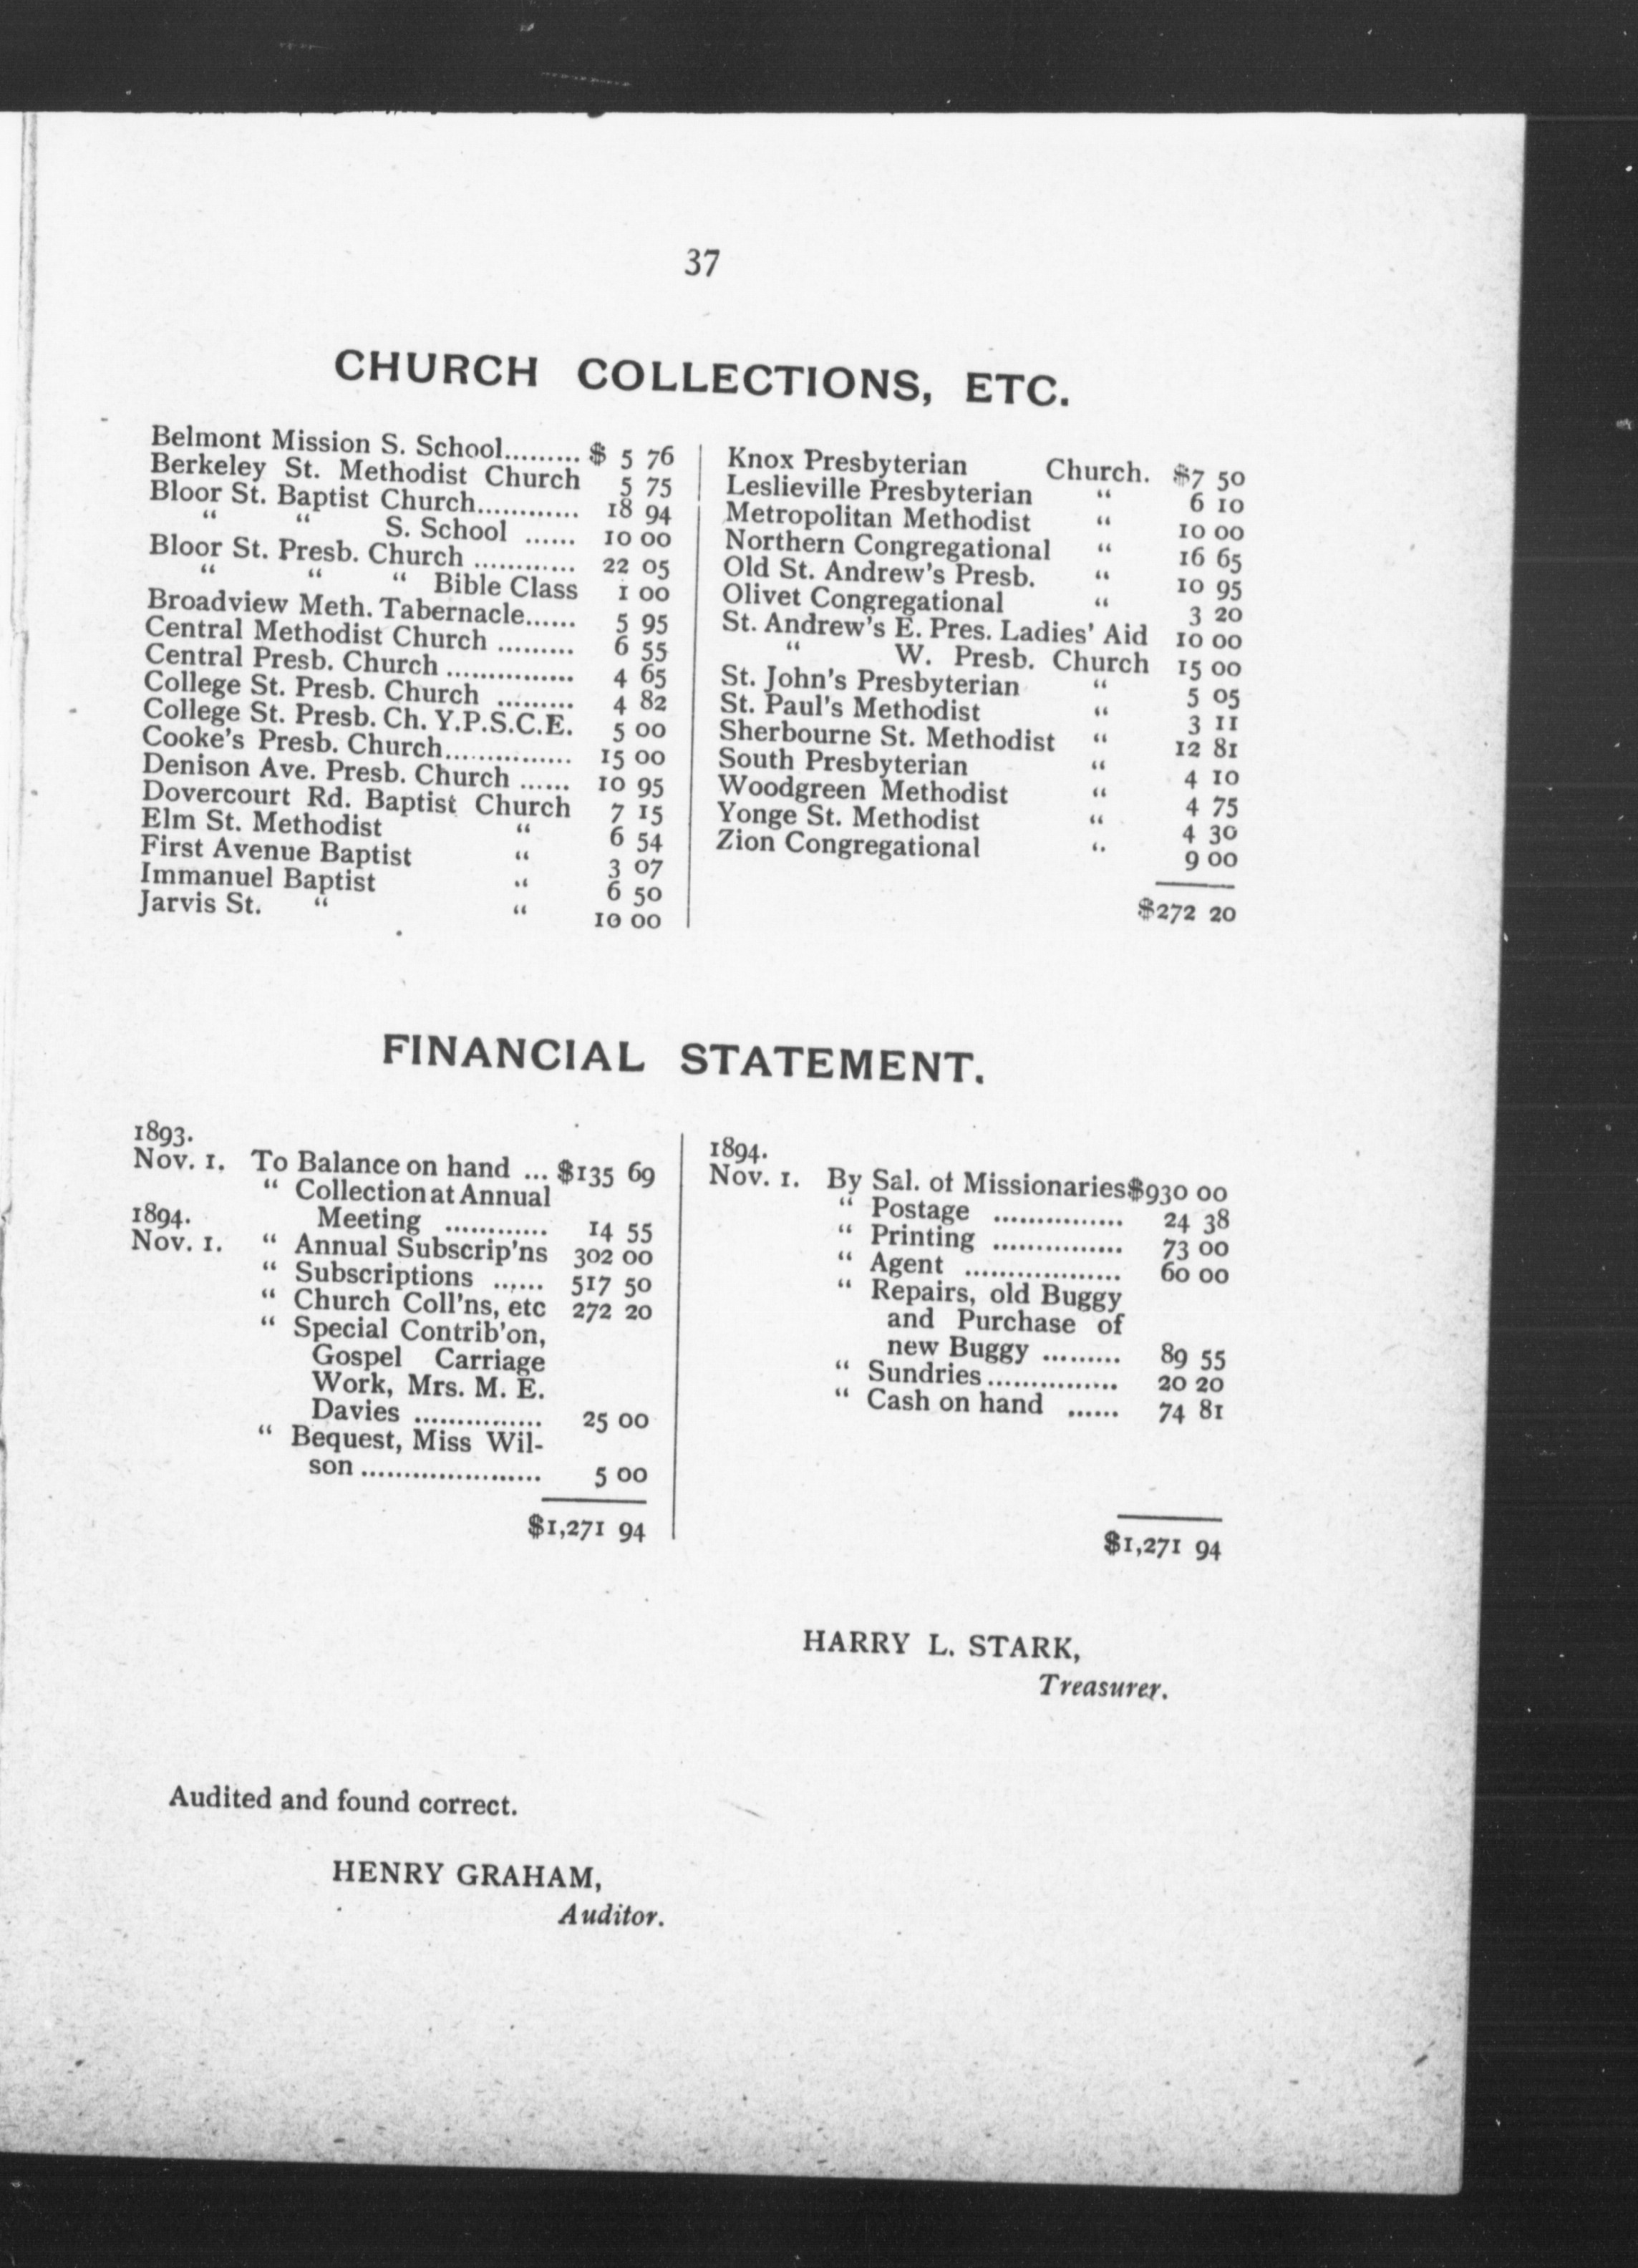 37
CHURCH COLLECTIONS, ETC.
Belmont Mission S. School......... $ 5 76
Berkeley St. Methodist Church 5 75
Bloor St. Baptist Church............ 18 94
“ “ S. School ...... 10 00
Bloor St. Presb. Church ............ 22 05
“ “ “ Bible Class 1 00
Broadview Meth. Tabernacle...... 5 95
Central Methodist Church ......... 6 55
Central Presb. Church ............... 4 65
College St. Presb. Church ......... 4 82
College St. Presb. Ch. Y.P.S.C.E. 5 00
Cooke's Presb. Church............... 15 00
Denison Ave. Presb. Church ...... 10 95
Dovercourt Rd. Baptist Church 7 15
Elm St. Methodist “ 6 54
First Avenue Baptist “ 3 07
Immanuel Baptist “ 6 50
Jarvis St. “ “ 10 00
Knox Presbyterian Church. $7 50
Leslieville Presbyterian “ 6 10
Metropolitan Methodist “ 10 00
Northern Congregational “ 16 65
Old St. Andrew's Presb. “ 10 95
Olivet Congregational “ 3 20
St. Andrew's E. Pres. Ladies' Aid 10 00
“ W. Presb. Church 15 00
St. John's Presbyterian “ 5 05
St. Paul's Methodist “ 3 11
Sherbourne St. Methodist “ 12 81
South Presbyterian “ 4 10
Woodgreen Methodist “ 4 75
Yonge St. Methodist “ 4 30
Zion Congregational “ 9 00
$272 20
FINANCIAL STATEMENT.
1893.
Nov. 1. To Balance on hand ... $135 69
“ Collection at Annual
Meeting ............ 14 55
1894.
Nov. 1. “ Annual Subscrip'ns 302 00
“ Subscriptions ...... 517 50
“ Church Coll'ns, etc 272 20
“ Special Contrib'on,
Gospel Carriage
Work, Mrs. M. E.
Davies ............... 25 00
“ Bequest, Miss Wil-
son ..................... 5 00
$1,271 94
1894.
Nov. 1. By Sal. of Missionaries$930 00
“ Postage ............... 24 38
“ Printing ............... 73 00
“ Agent .................. 60 00
“ Repairs, old Buggy
and Purchase of
new Buggy ......... 89 55
“ Sundries............... 20 20
“ Cash on hand ...... 74 81
$1,271 94
HARRY L. STARK,
Treasurer.
Audited and found correct.
HENRY GRAHAM,
Auditor.